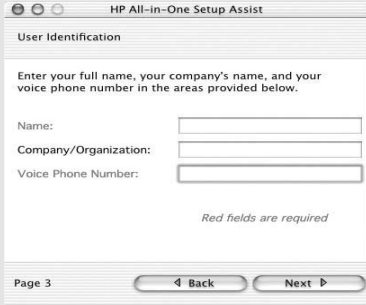 HP All-in-One Setup Assist
User Identification
Enter your full name, your company's name, and your
voice phone number in the areas provided below.
Name:
Company/Organization:
Voice Phone Number:
Red fields are required
Page 3
Back
Next